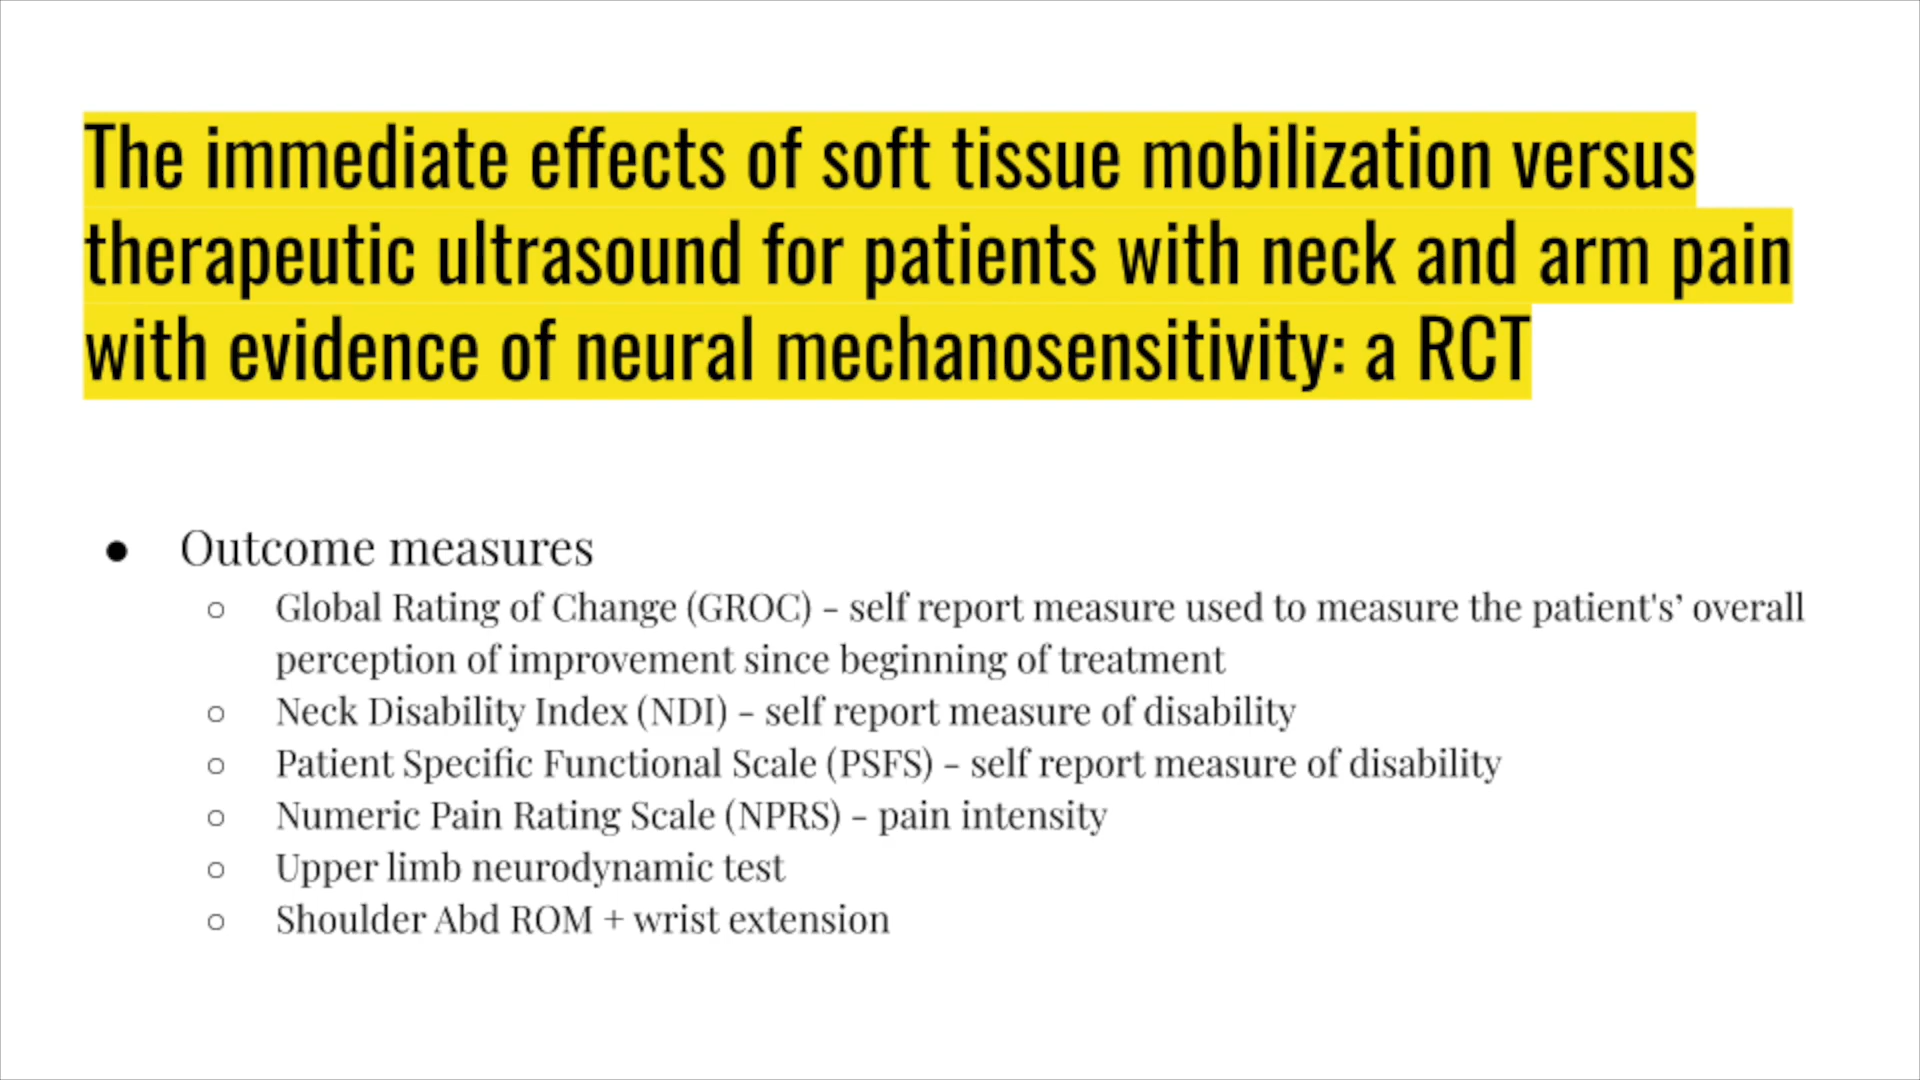 The immediate effects of soft tissue mobilization versus
therapeutic ultrasound for patients with neck and arm pain
with evidence of neural mechanosensitivity: a RCT
● Outcome measures
○ Global Rating of Change (GROC) – self report measure used to measure the patient's’ overall
perception of improvement since beginning of treatment
○ Neck Disability Index (NDI) – self report measure of disability
○ Patient Specific Functional Scale (PSFS) – self report measure of disability
○ Numeric Pain Rating Scale (NPRS) – pain intensity
○ Upper limb neurodynamic test
○ Shoulder Abd ROM + wrist extension